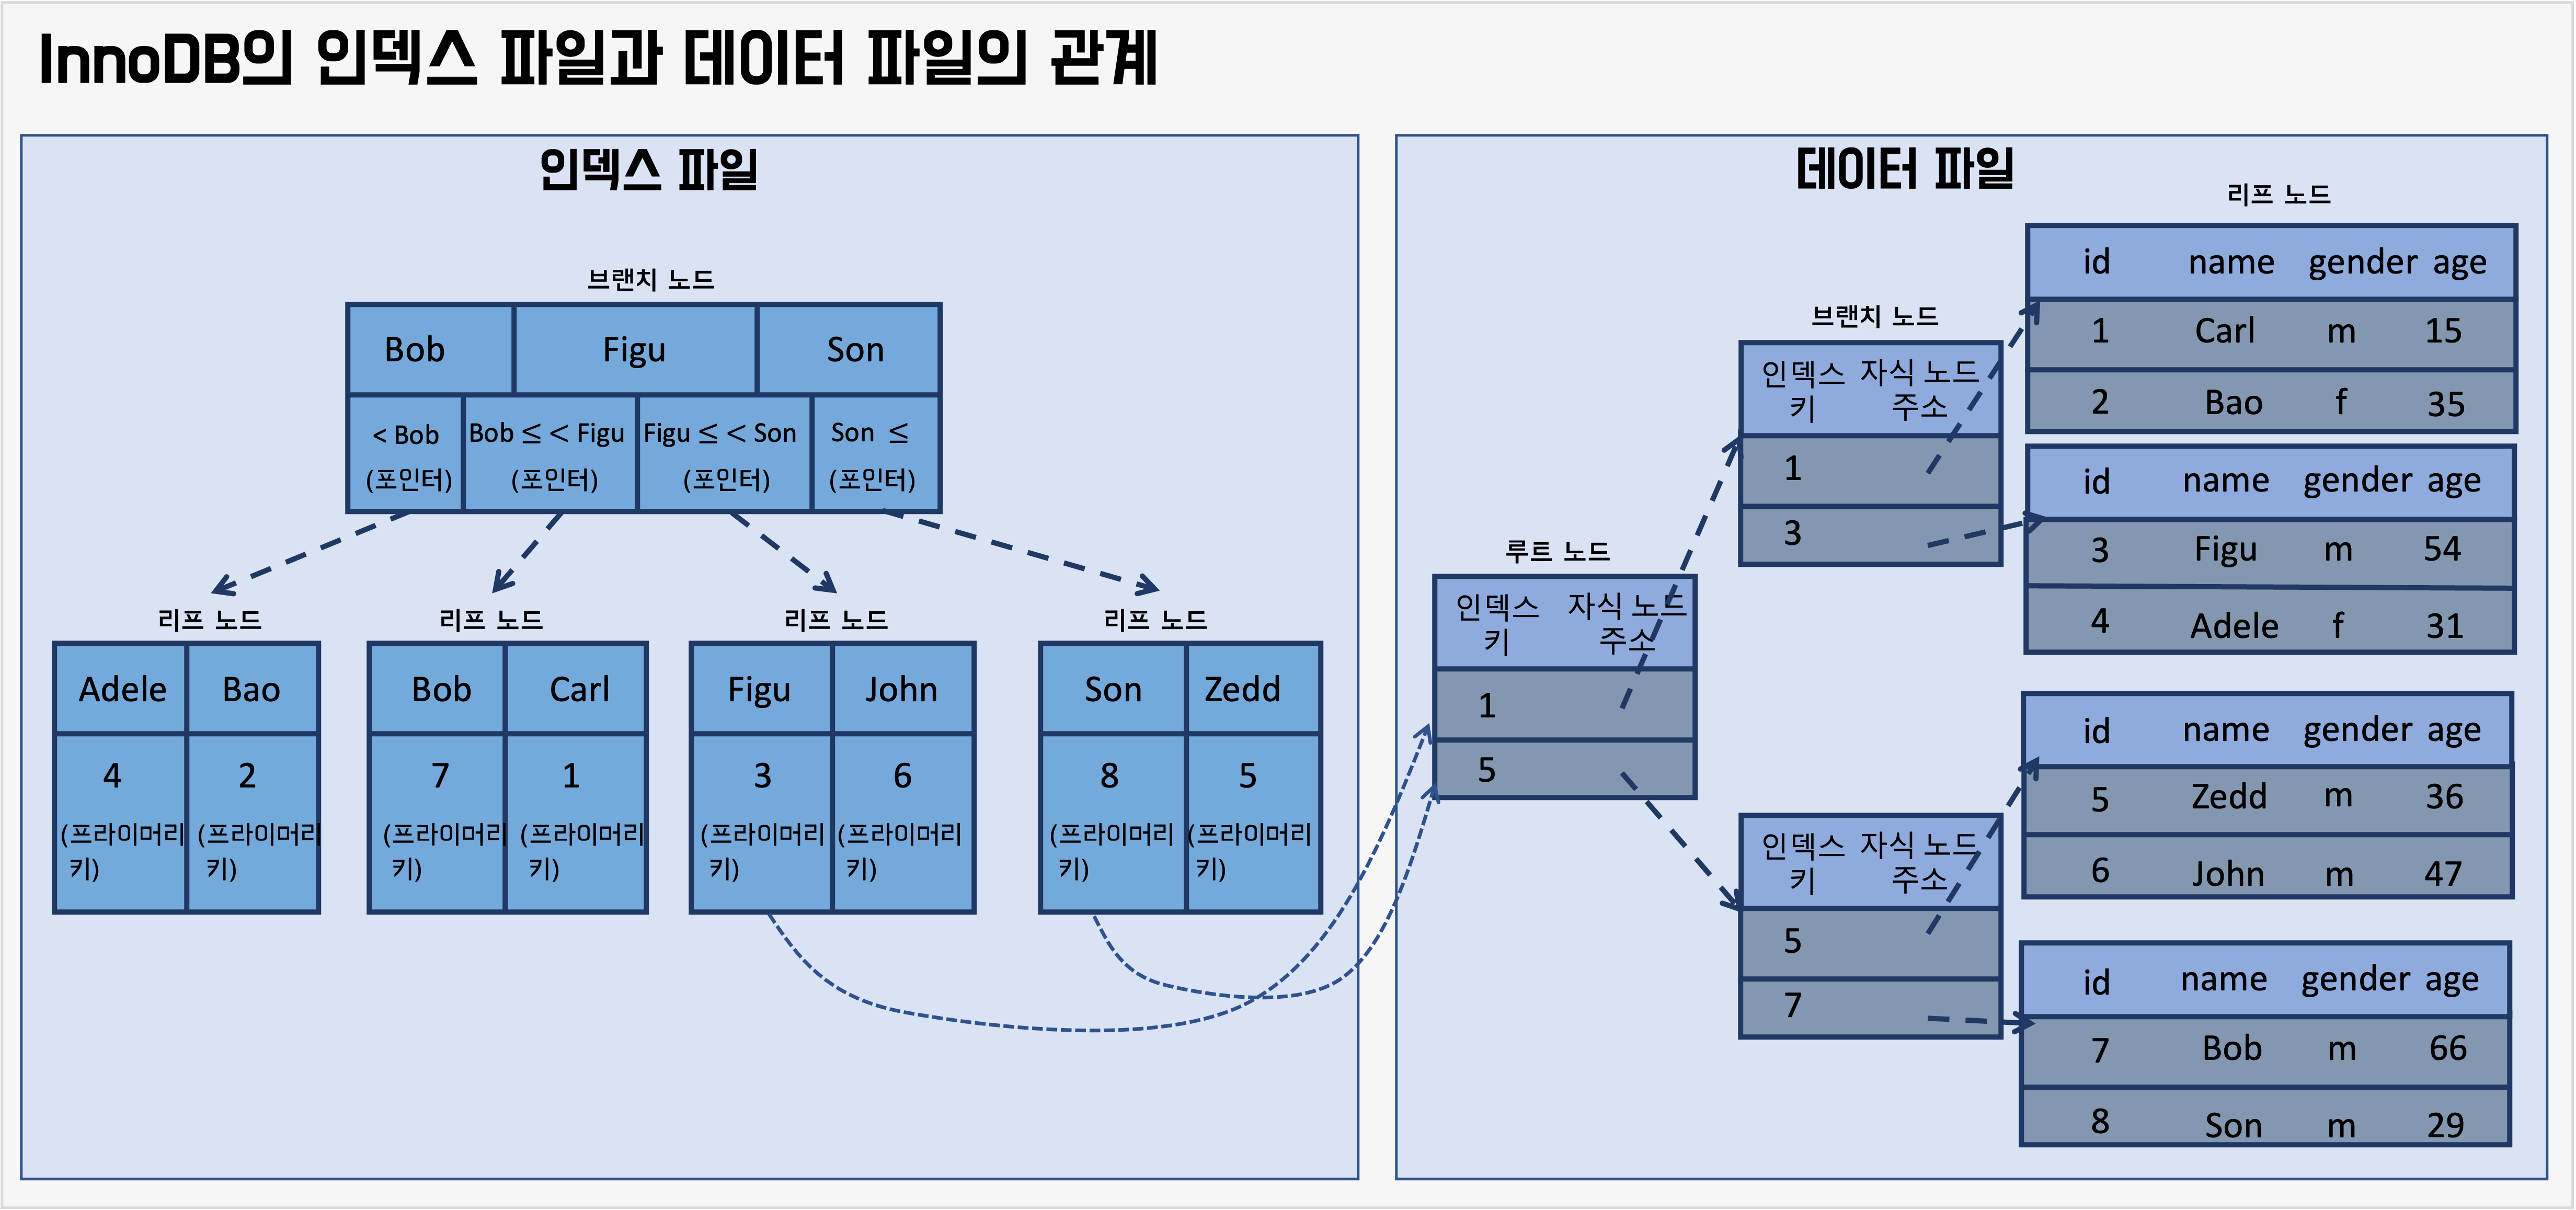 InnoDB의 인덱스 파일과 데이터 파일의 관계
인덱스 파일
브랜치 노드
Bob Figu Son
< Bob Bob ≤ < Figu Figu ≤ < Son Son ≤
(포인터) (포인터) (포인터) (포인터)
리프 노드 리프 노드 리프 노드 리프 노드
Adele Bao Bob Carl Figu John Son Zedd
4 2 7 1 3 6 8 5
(프라이머리 (프라이머리 (프라이머리 (프라이머리 (프라이머리 (프라이머리 (프라이머리 (프라이머리
키) 키) 키) 키) 키) 키) 키) 키)
데이터 파일
루트 노드
인덱스 자식 노드
키 주소
1
5
브랜치 노드
인덱스 자식 노드
키 주소
1
3
인덱스 자식 노드
키 주소
5
7
리프 노드
id name gender age
1 Carl m 15
2 Bao f 35
id name gender age
3 Figu m 54
4 Adele f 31
id name gender age
5 Zedd m 36
6 John m 47
id name gender age
7 Bob m 66
8 Son m 29